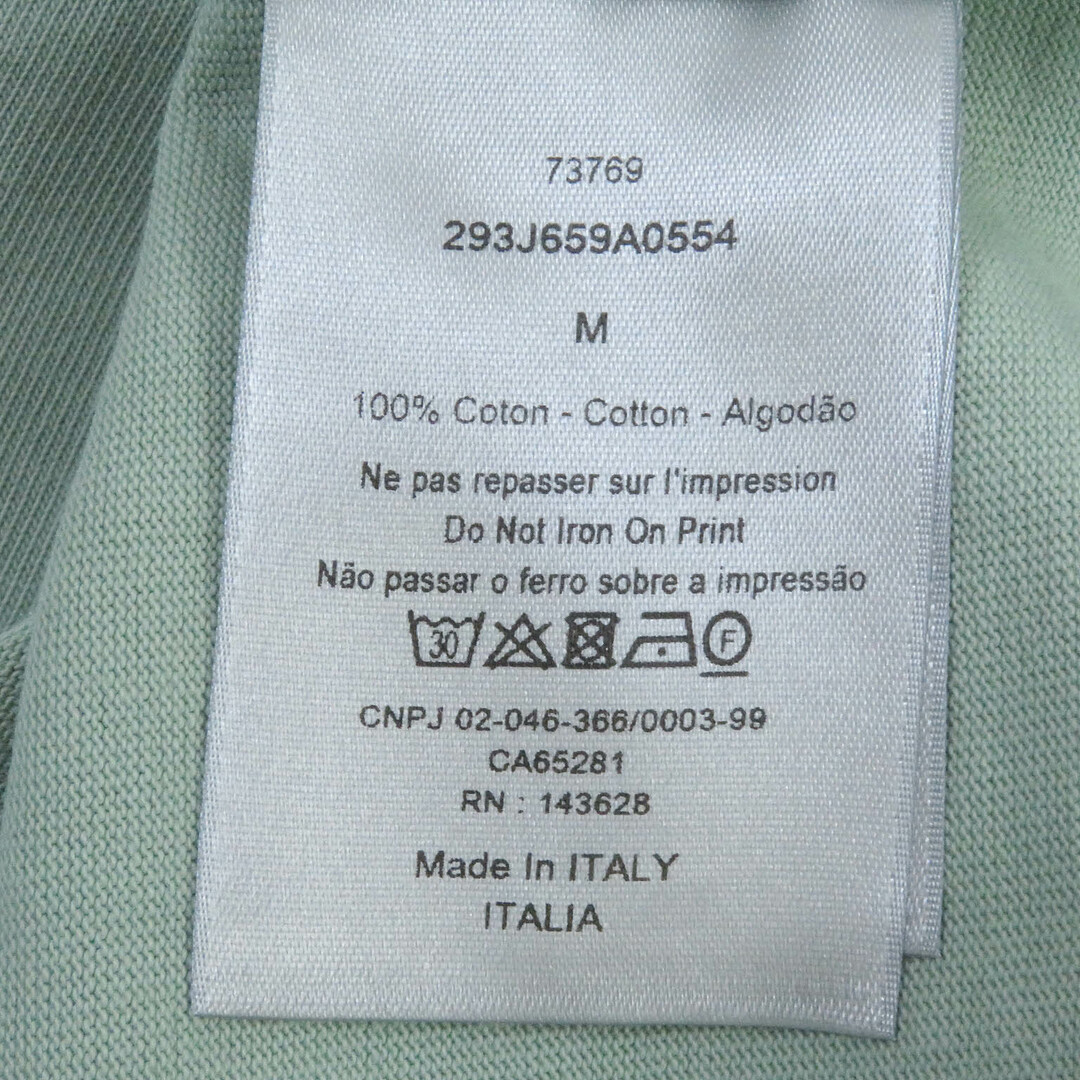 73769
293J659A0554
M
100% Coton - Cotton - Algodão
Ne pas repasser sur l'impression
Do Not Iron On Print
Não passar o ferro sobre a impressão
30 F
CNPJ 02-046-366/0003-99
CA65281
RN : 143628
Made In ITALY
ITALIA